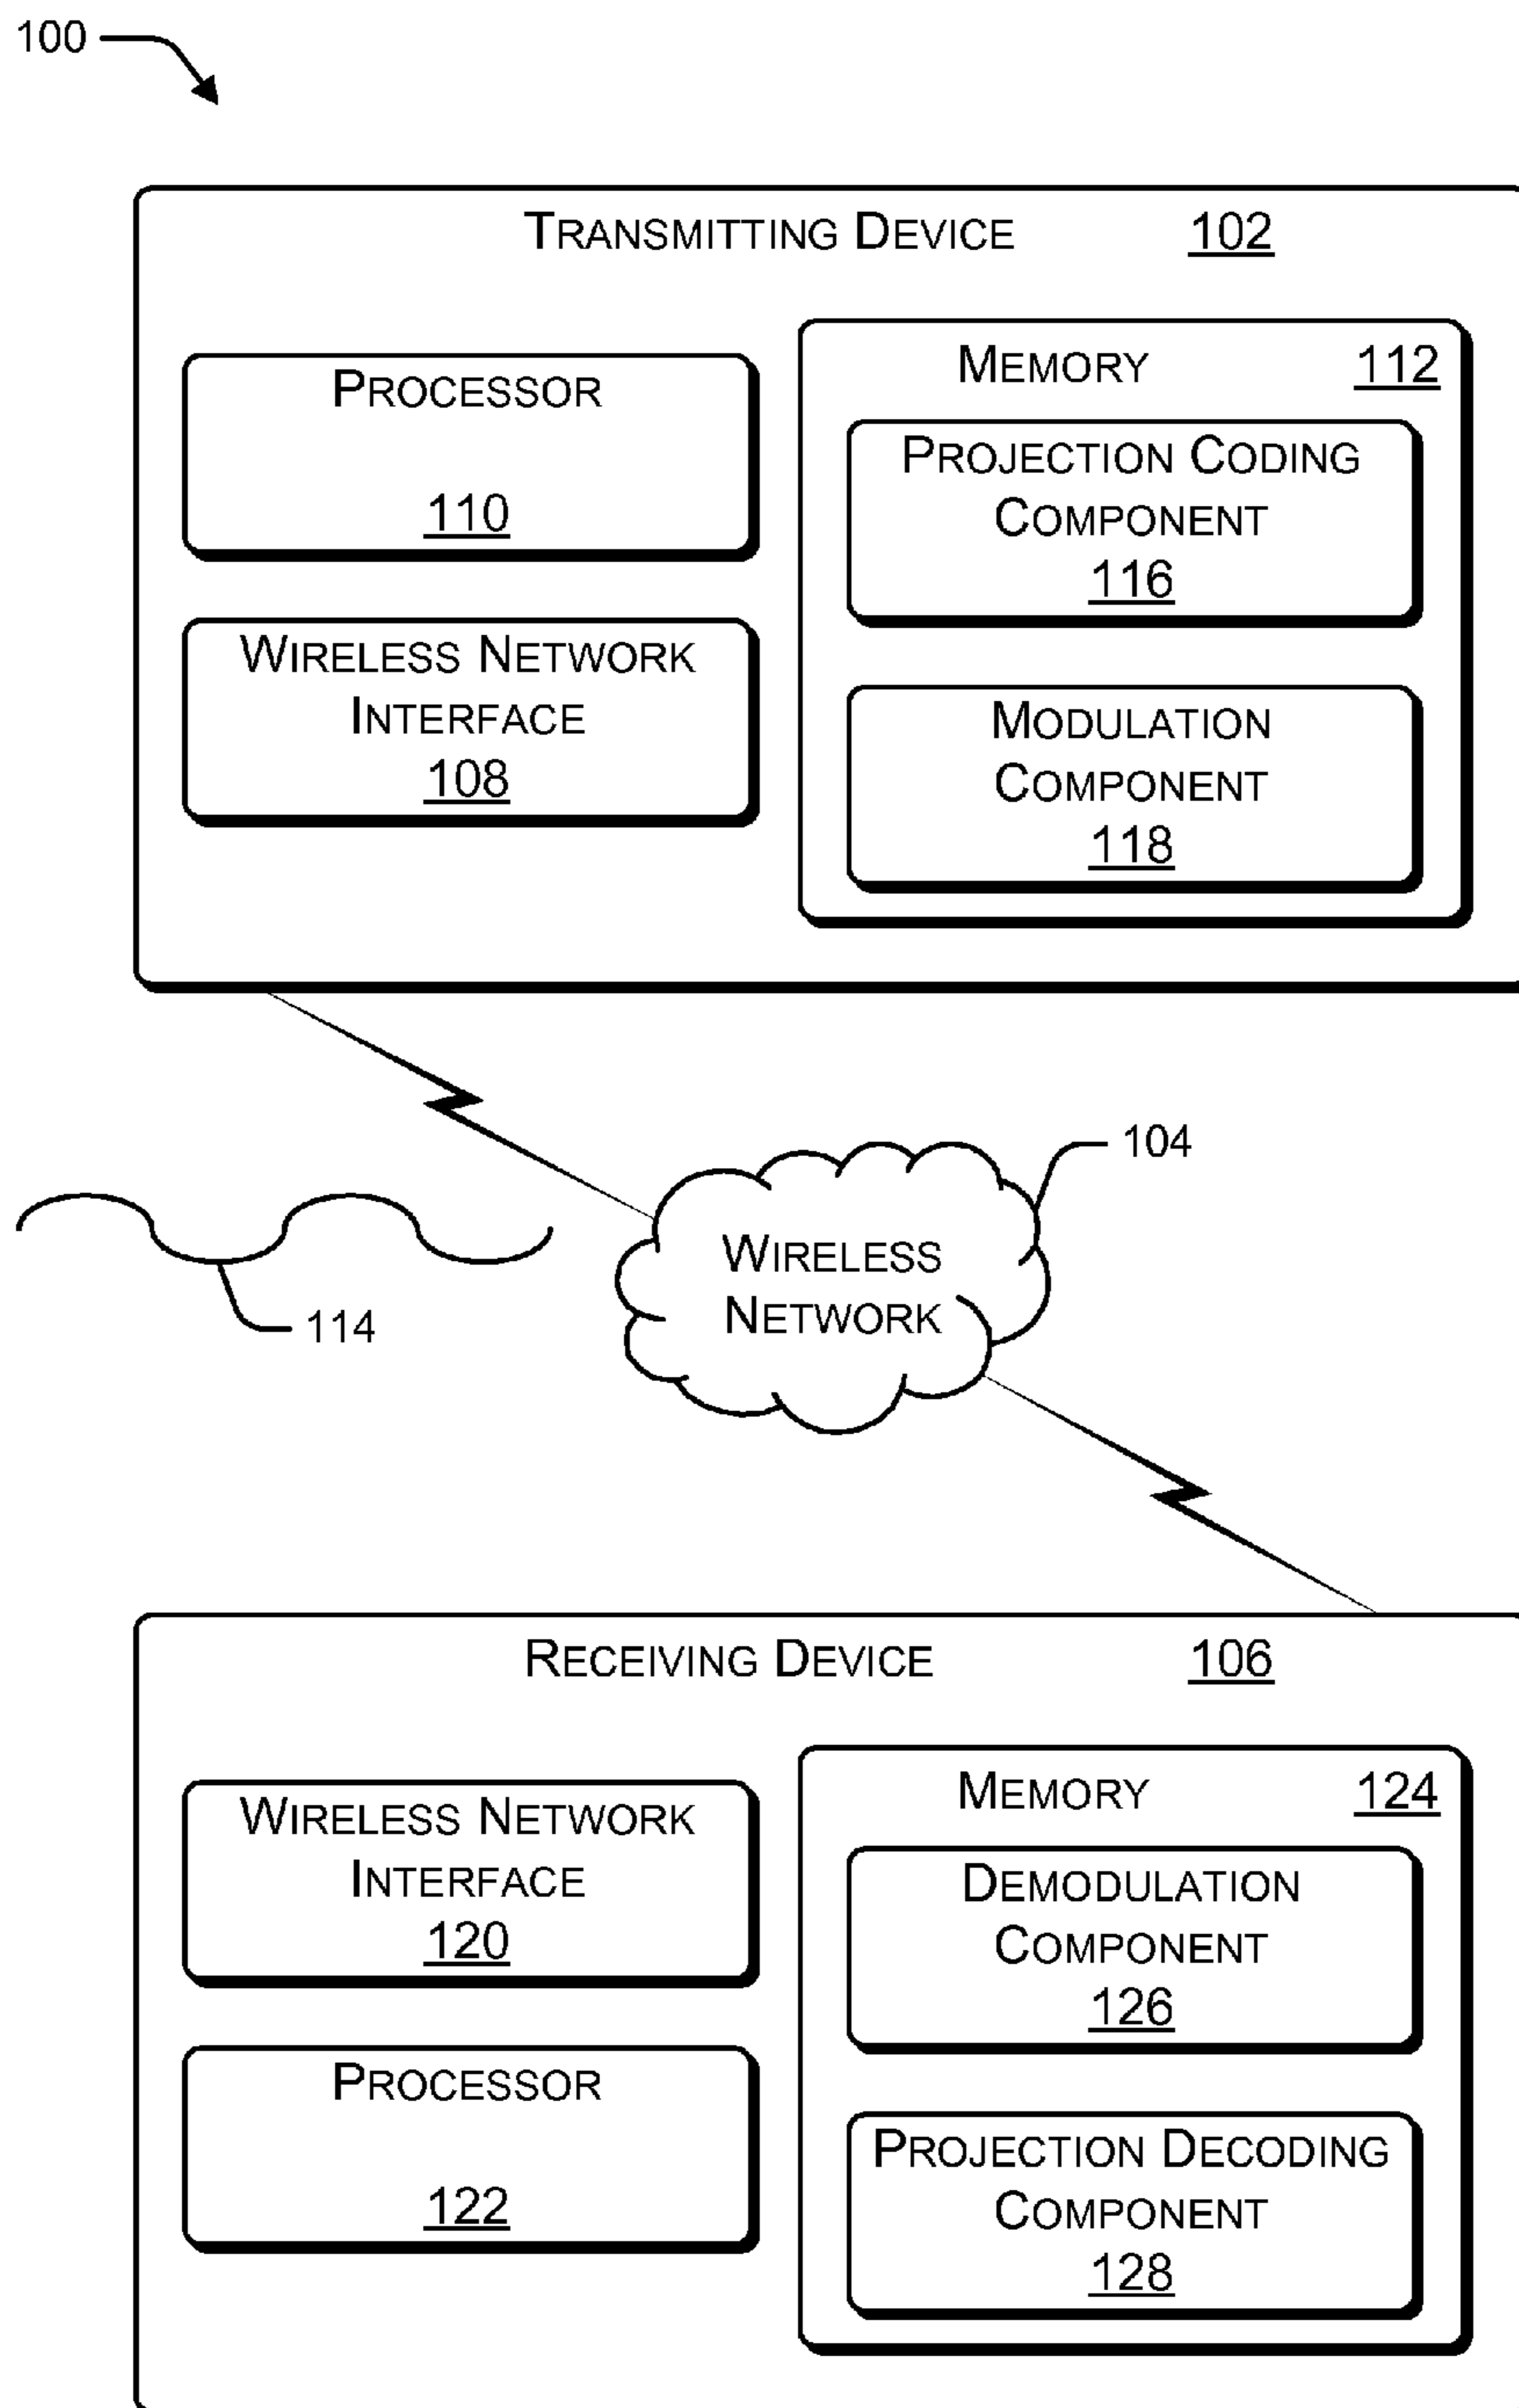 100
TRANSMITTING DEVICE 102
PROCESSOR
110
WIRELESS NETWORK
INTERFACE
108
MEMORY 112
PROJECTION CODING
COMPONENT
116
MODULATION
COMPONENT
118
104
WIRELESS
NETWORK
114
RECEIVING DEVICE 106
WIRELESS NETWORK
INTERFACE
120
PROCESSOR
122
MEMORY 124
DEMODULATION
COMPONENT
126
PROJECTION DECODING
COMPONENT
128